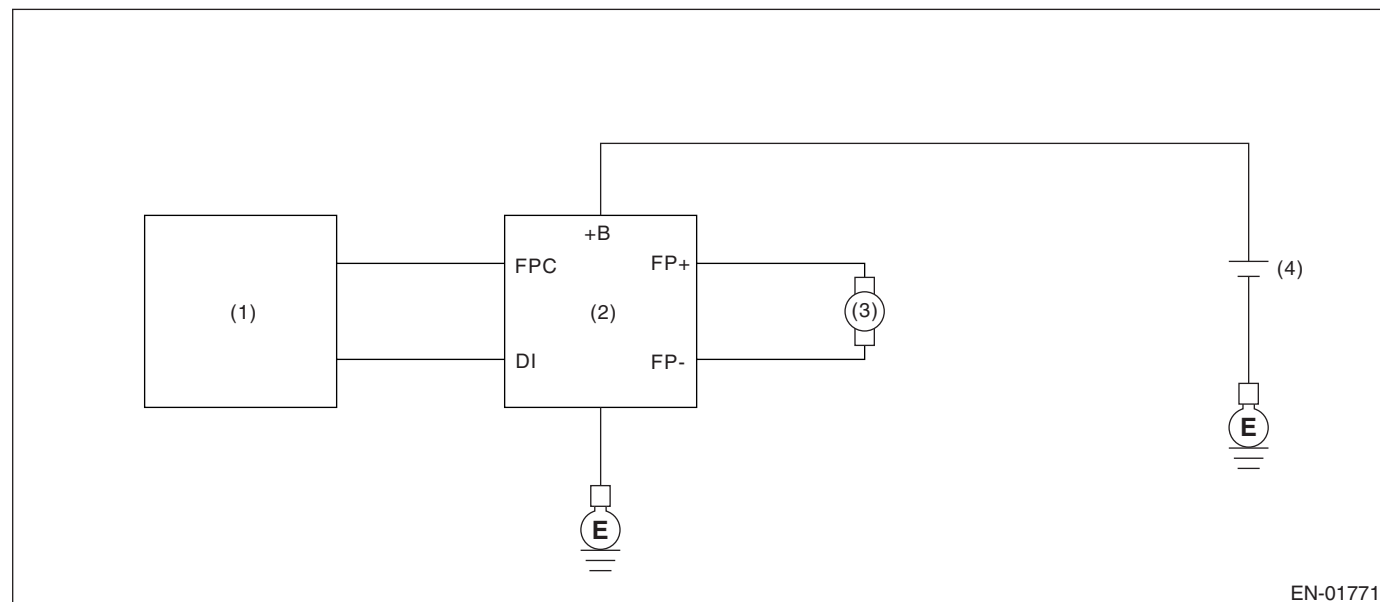 +B
FPC
FP+
(1)
(2)
(3)
(4)
DI
FP-
E
E
EN-01771